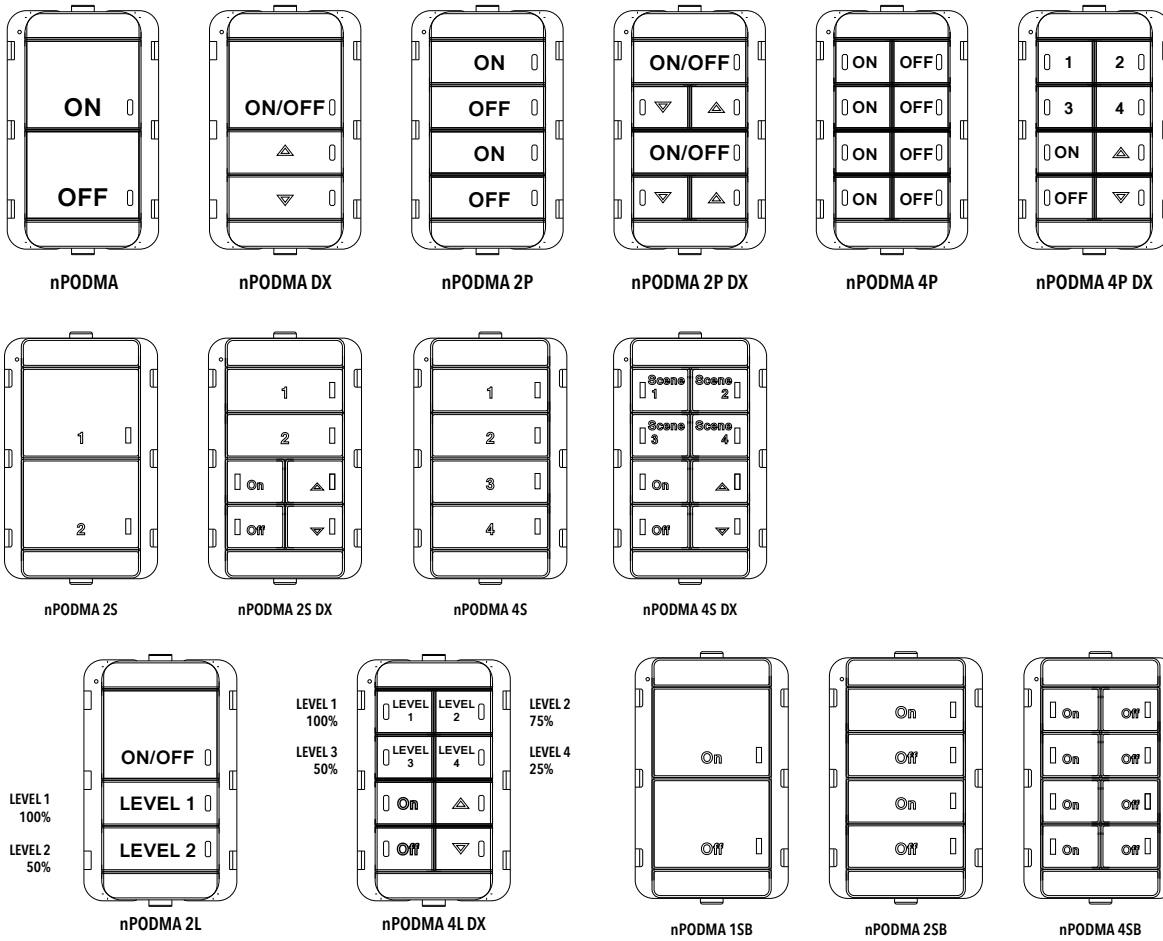 ON
OFF
nPODMA
ON/OFF
nPODMA DX
ON
OFF
ON
OFF
nPODMA 2P
ON/OFF
ON/OFF
nPODMA 2P DX
ON OFF
ON OFF
ON OFF
ON OFF
nPODMA 4P
1 2
3 4
ON
OFF
nPODMA 4P DX
1
2
nPODMA 2S
1
2
On
Off
nPODMA 2S DX
1
2
3
4
nPODMA 4S
Scene Scene
1 2
Scene Scene
3 4
On
Off
nPODMA 4S DX
ON/OFF
LEVEL 1
LEVEL 2
LEVEL 1
100%
LEVEL 2
50%
nPODMA 2L
LEVEL 1
100%
LEVEL 3
50%
LEVEL LEVEL
1 2
LEVEL LEVEL
3 4
On
Off
LEVEL 2
75%
LEVEL 4
25%
nPODMA 4L DX
On
Off
nPODMA 1SB
On
Off
On
Off
nPODMA 2SB
On Off
On Off
On Off
On Off
nPODMA 4SB